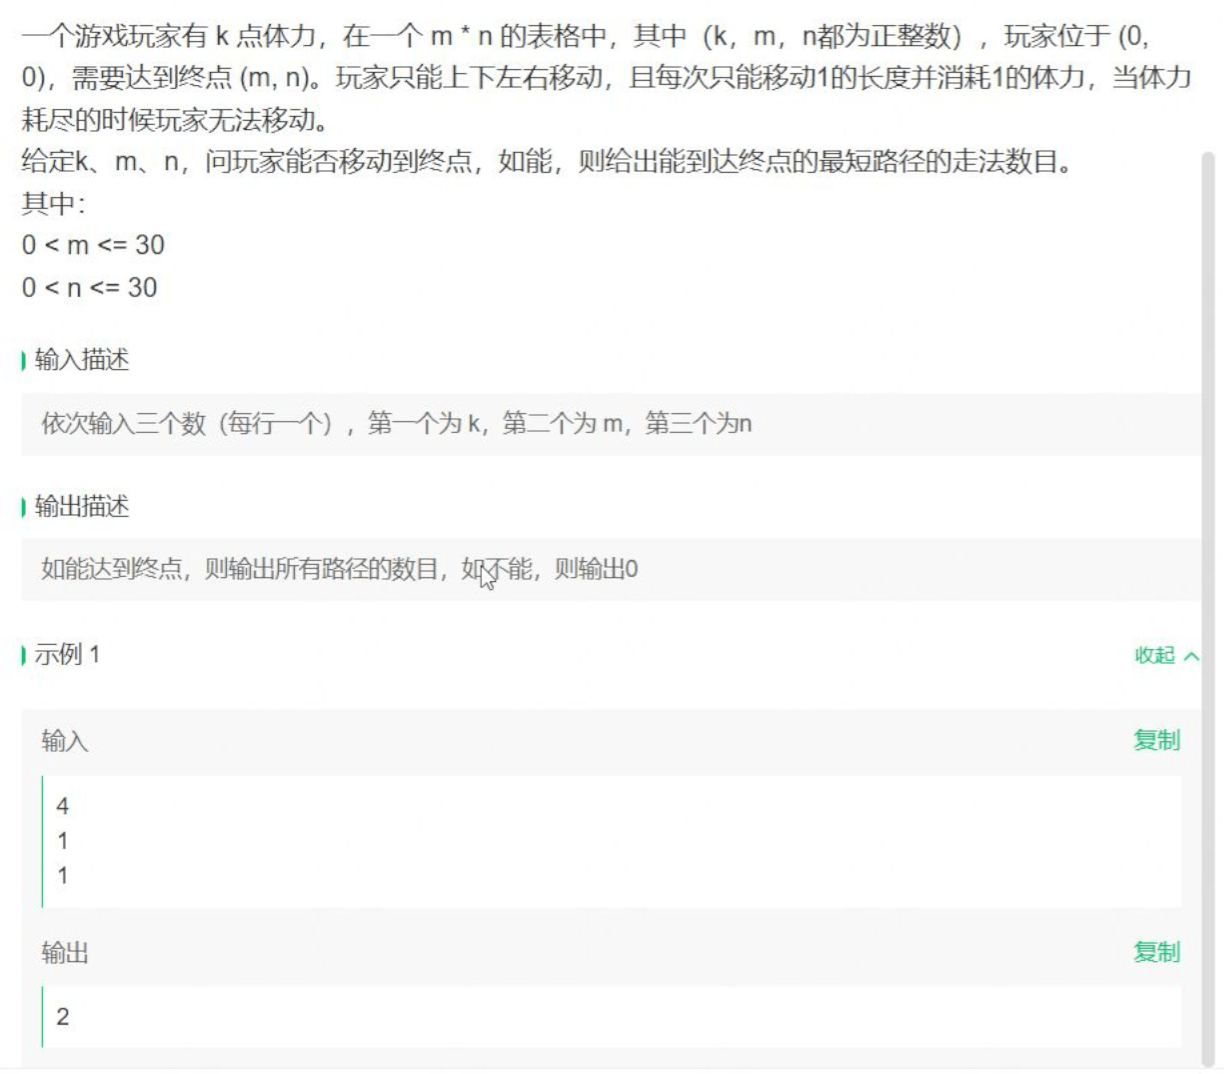 一个游戏玩家有 k 点体力，在一个 m * n 的表格中，其中（k，m，n都为正整数），玩家位于 (0,
0)，需要达到终点 (m, n)。玩家只能上下左右移动，且每次只能移动1的长度并消耗1的体力，当体力
耗尽的时候玩家无法移动。
给定k、m、n，问玩家能否移动到终点，如能，则给出能到达终点的最短路径的走法数目。
其中：
0 < m <= 30
0 < n <= 30
输入描述
依次输入三个数（每行一个），第一个为 k，第二个为 m，第三个为n
输出描述
如能达到终点，则输出所有路径的数目，如不能，则输出0
示例 1
收起
输入
复制
4
1
1
输出
复制
2